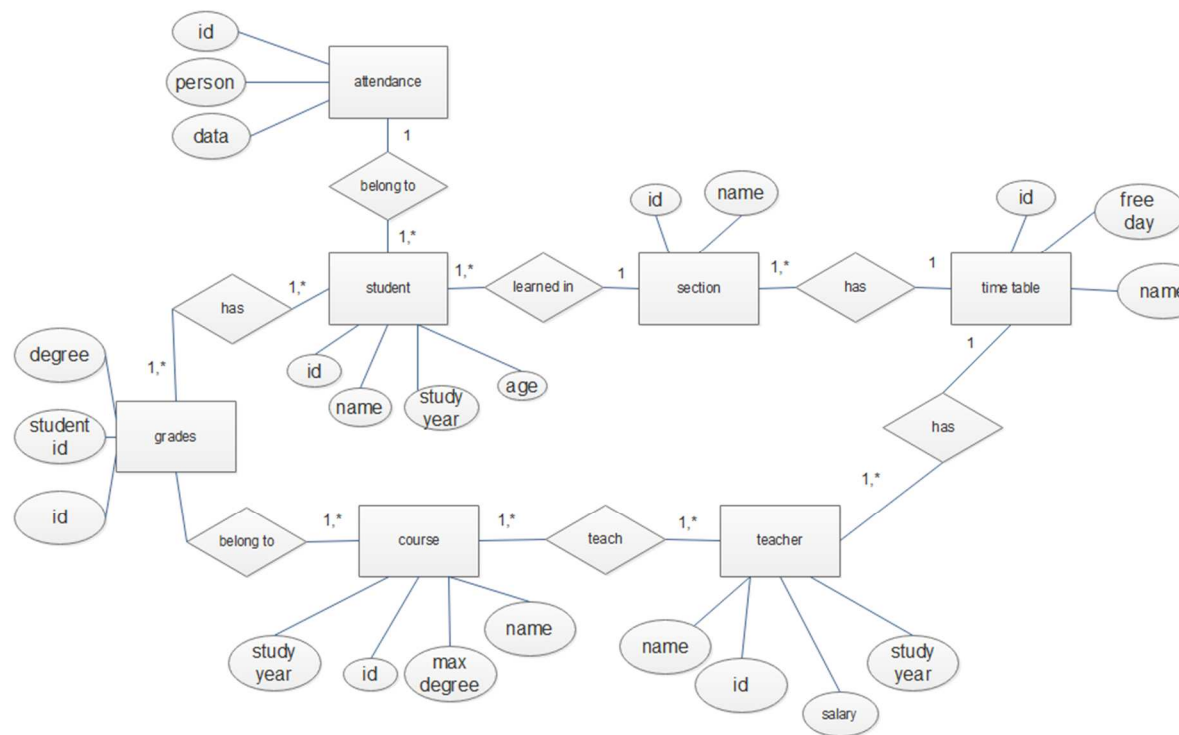 id
person
attendance
data
1
belong to
id
name
id
free
day
1,*
has
1,*
student
1,*
learned in
1
section
1,*
has
1
time table
name
degree
1,*
id
name
study
year
age
1
student
id
grades
has
id
1,*
belong to
1,*
course
1,*
teach
1,*
teacher
study
year
id
max
degree
name
name
id
salary
study
year